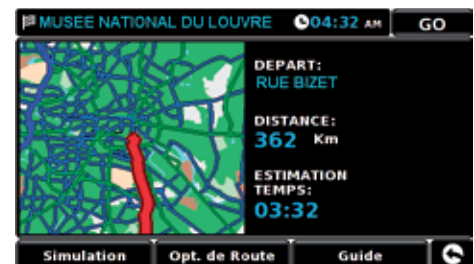 MUSEE NATIONAL DU LOUVRE 04:32 AM GO
DEPART:
RUE BIZET
DISTANCE:
362 Km
ESTIMATION
TEMPS:
03:32
Simulation Opt. de Route Guide